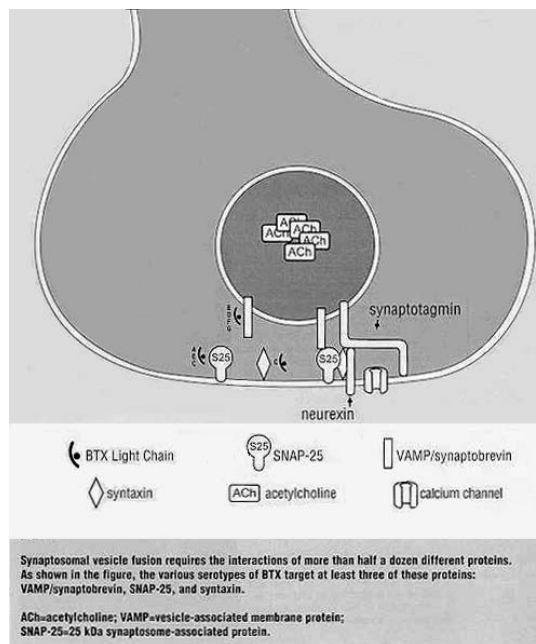 ACh
ACh
ACh
ACh
ACh
synaptotagmin
S25
C
S25
neurexin
BTX Light Chain
S25
SNAP-25
VAMP/synaptobrevin
syntaxin
ACh
acetylcholine
calcium channel
Synaptosomal vesicle fusion requires the interactions of more than half a dozen different proteins.
As shown in the figure, the various serotypes of BTX target at least three of these proteins:
VAMP/synaptobrevin, SNAP-25, and syntaxin.
ACh=acetylcholine; VAMP=vesicle-associated membrane protein;
SNAP-25=25 kDa synaptosome-associated protein.